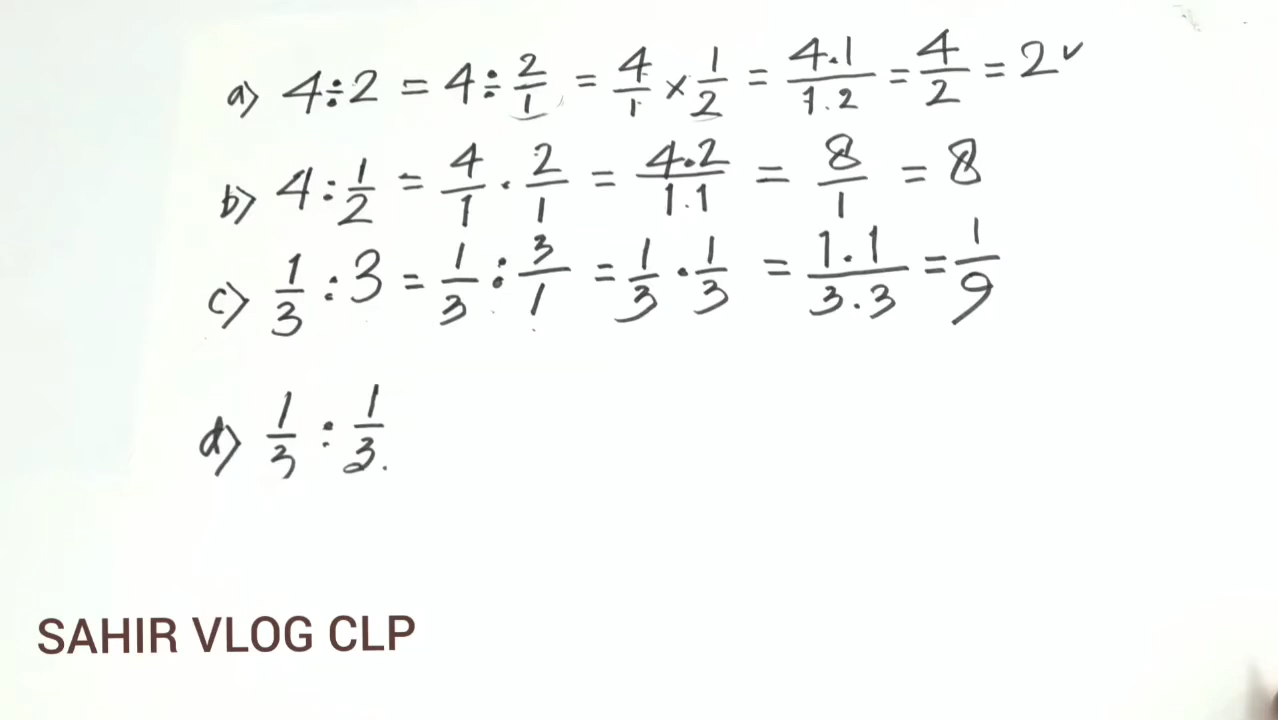 a) 4÷2 = 4÷2/1 = 4/1 × 1/2 = 4.1/1.2 = 4/2 = 2✓
b) 4:1/2 = 4/1 . 2/1 = 4.2/1.1 = 8/1 = 8
c) 1/3 : 3 = 1/3 : 3/1 = 1/3 . 1/3 = 1.1/3.3 = 1/9
d) 1/3 : 1/3.
SAHIR VLOG CLP